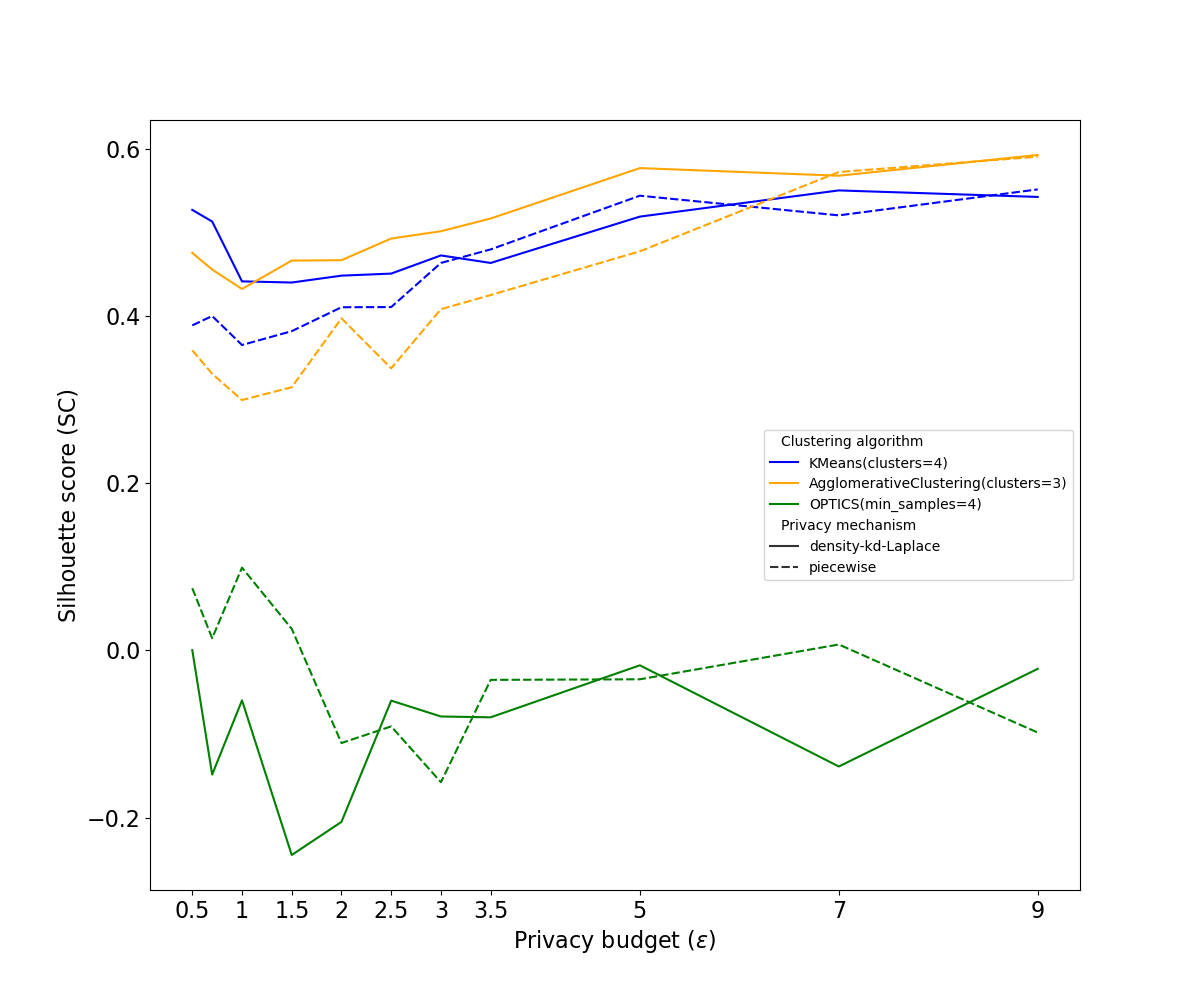 0.6
0.4
0.2
0.0
−0.2
Silhouette score (SC)
Clustering algorithm
KMeans(clusters=4)
AgglomerativeClustering(clusters=3)
OPTICS(min_samples=4)
Privacy mechanism
density-kd-Laplace
piecewise
0.5 1 1.5 2 2.5 3 3.5 5 7 9
Privacy budget (ε)